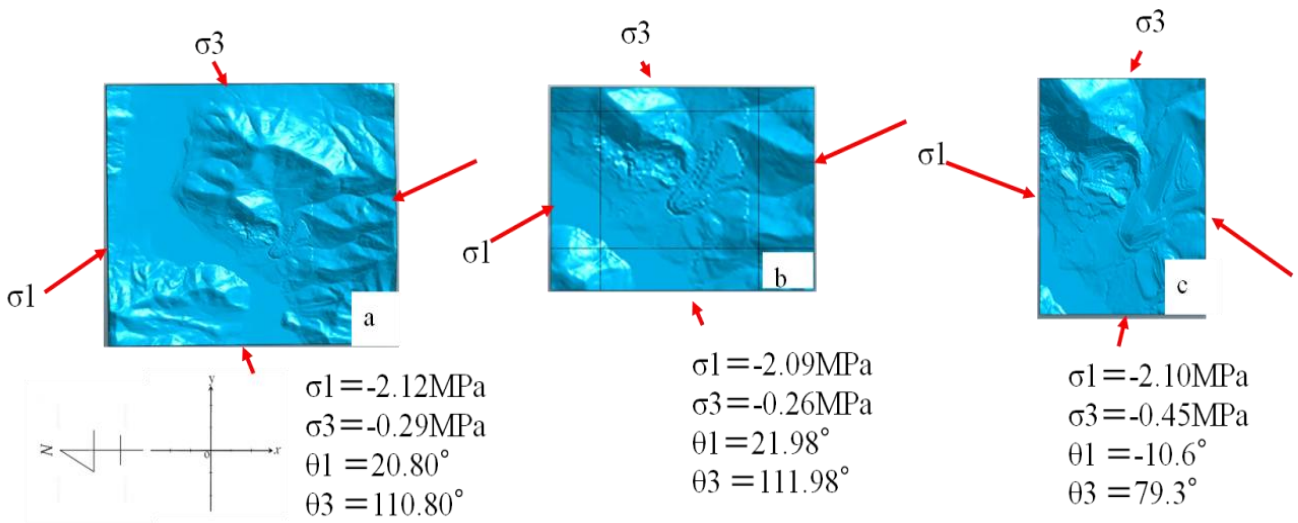 σ3
σ1
a
N
y
o
x
σ1=-2.12MPa
σ3=-0.29MPa
θ1 =20.80°
θ3 =110.80°
σ3
σ1
b
σ1=-2.09MPa
σ3=-0.26MPa
θ1=21.98°
θ3 =111.98°
σ3
σ1
c
σ1=-2.10MPa
σ3=-0.45MPa
θ1 =-10.6°
θ3 =79.3°